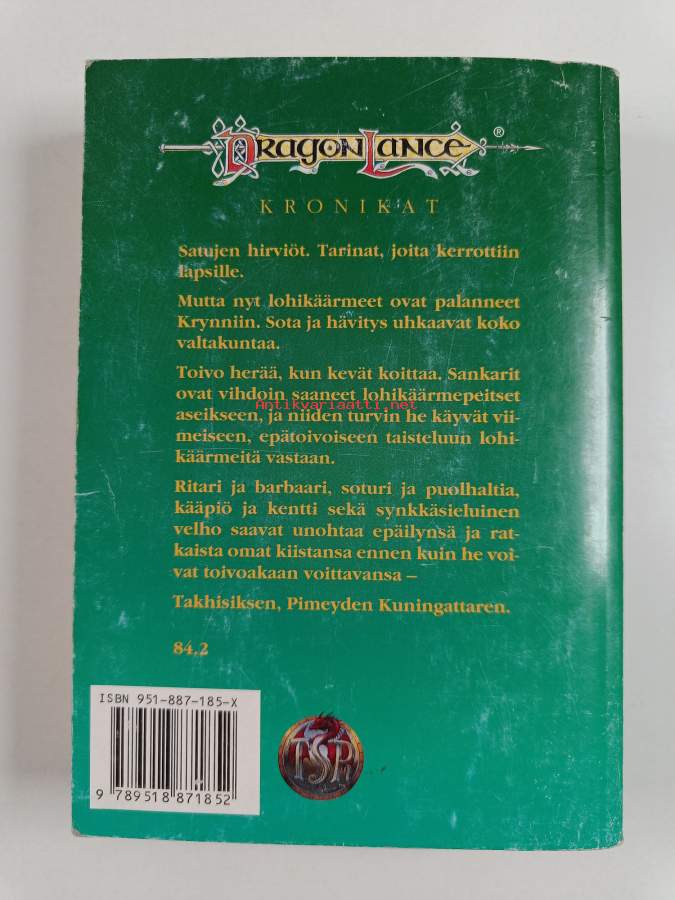 DRAGONLANCE®
KRONIKAT
Satujen hirviöt. Tarinat, joita kerrottiin
lapsille.
Mutta nyt lohikäärmeet ovat palanneet
Krynniin. Sota ja hävitys uhkaavat koko
valtakuntaa.
Toivo herää, kun kevät koittaa. Sankarit
ovat vihdoin saaneet lohikäärmepeitset
Antikvariaatti.net
aseikseen, ja niiden turvin he käyvät vii-
meiseen, epätoivoiseen taisteluun lohi-
käärmeitä vastaan.
Ritari ja barbaari, soturi ja puolhaltia,
kääpiö ja kentti sekä synkkäsieluinen
velho saavat unohtaa epäilynsä ja rat-
kaista omat kiistansa ennen kuin he voi-
vat toivoakaan voittavansa –
Takhisiksen, Pimeyden Kuningattaren.
84.2
ISBN 951-887-185-X
9 789518 871852
TSR